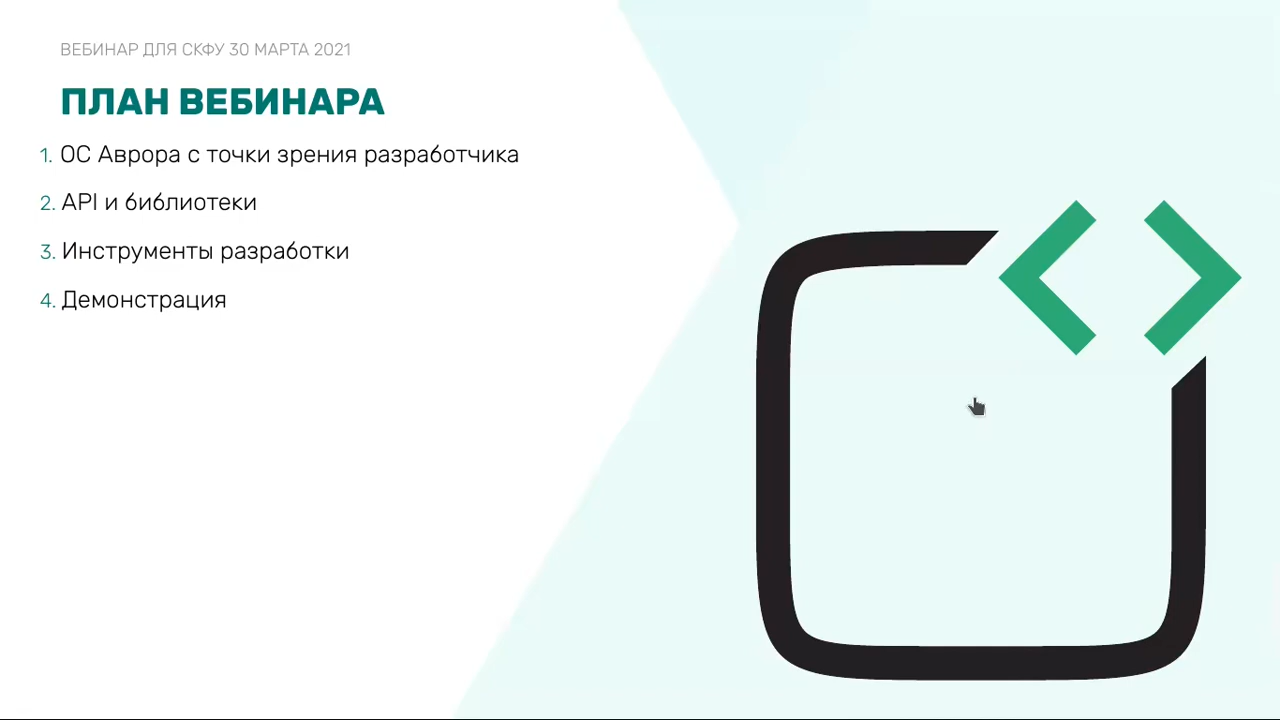 ВЕБИНАР ДЛЯ СКФУ 30 МАРТА 2021
ПЛАН ВЕБИНАРА
1. ОС Аврора с точки зрения разработчика
2. API и библиотеки
3. Инструменты разработки
4. Демонстрация